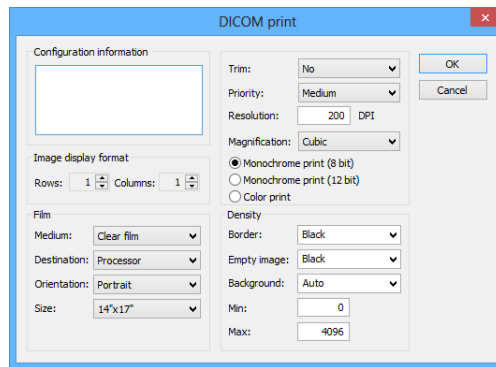 DICOM print
Configuration information
Image display format
Rows: 1 Columns: 1
Film
Medium: Clear film
Destination: Processor
Orientation: Portrait
Size: 14"x17"
Trim: No
Priority: Medium
Resolution: 200 DPI
Magnification: Cubic
Monochrome print (8 bit)
Monochrome print (12 bit)
Color print
Density
Border: Black
Empty image: Black
Background: Auto
Min: 0
Max: 4096
OK
Cancel